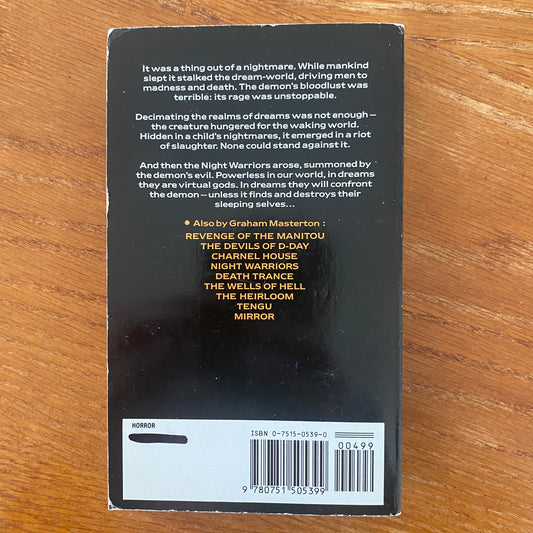 It was a thing out of a nightmare. While mankind
slept it stalked the dream-world, driving men to
madness and death. The demon's bloodlust was
terrible: its rage was unstoppable.
Decimating the realms of dreams was not enough—
the creature hungered for the waking world.
Hidden in a child's nightmares, it emerged in a riot
of slaughter. None could stand against it.
And then the Night Warriors arose, summoned by
the demon's evil. Powerless in our world, in dreams
they are virtual gods. In dreams they will confront
the demon—unless it finds and destroys their
sleeping selves...
• Also by Graham Masterton:
REVENGE OF THE MANITOU
THE DEVILS OF D-DAY
CHARNEL HOUSE
NIGHT WARRIORS
DEATH TRANCE
THE WELLS OF HELL
THE HEIRLOOM
TENGU
MIRROR
HORROR
ISBN 0-7515-0539-0
00499
9 780751 505399